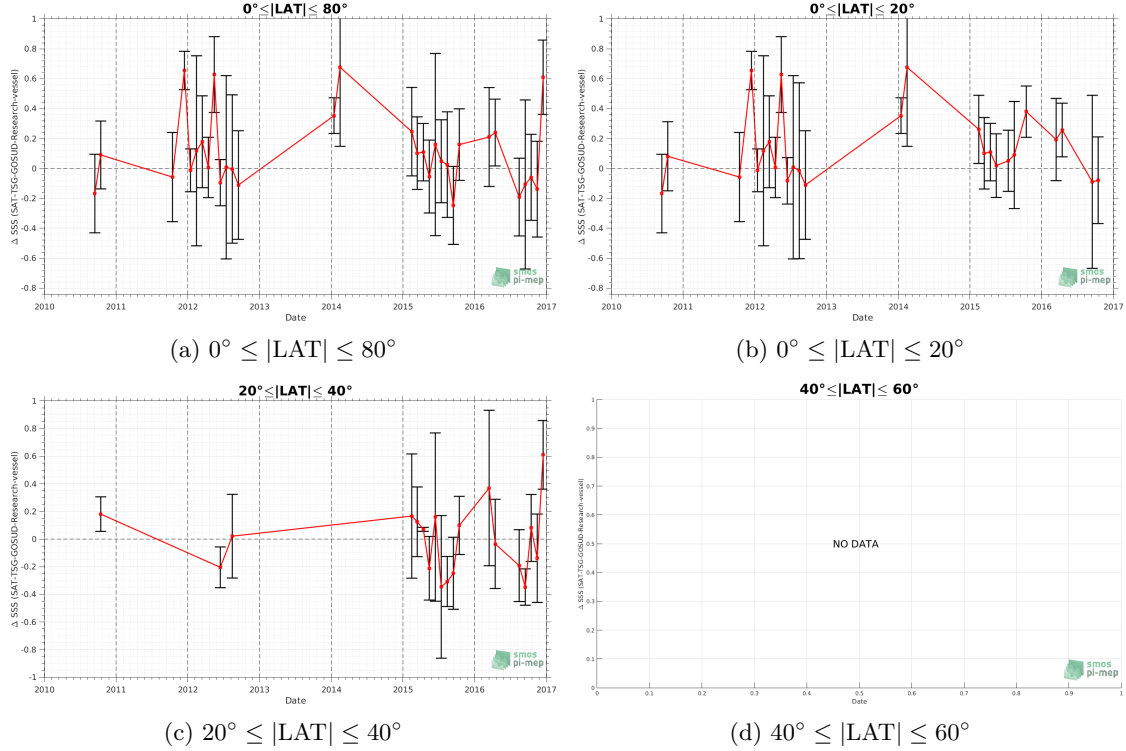 0°≤|LAT|≤ 80°
Δ SSS (SAT-TSG-GOSUD-Research-vessel)
1
0.8
0.6
0.4
0.2
0
-0.2
-0.4
-0.6
-0.8
2010 2011 2012 2013 2014 2015 2016 2017
Date
smos
pi-mep
(a) 0° ≤ |LAT| ≤ 80°
0°≤|LAT|≤ 20°
Δ SSS (SAT-TSG-GOSUD-Research-vessel)
1
0.8
0.6
0.4
0.2
0
-0.2
-0.4
-0.6
-0.8
2010 2011 2012 2013 2014 2015 2016 2017
Date
smos
pi-mep
(b) 0° ≤ |LAT| ≤ 20°
20°≤|LAT|≤ 40°
Δ SSS (SAT-TSG-GOSUD-Research-vessel)
1
0.8
0.6
0.4
0.2
0
-0.2
-0.4
-0.6
-0.8
-1
2010 2011 2012 2013 2014 2015 2016 2017
Date
smos
pi-mep
(c) 20° ≤ |LAT| ≤ 40°
40°≤|LAT|≤ 60°
Δ SSS (SAT-TSG-GOSUD-Research-vessel)
1
0.9
0.8
0.7
0.6
0.5
0.4
0.3
0.2
0.1
0
NO DATA
0 0.1 0.2 0.3 0.4 0.5 0.6 0.7 0.8 0.9 1
Date
smos
pi-mep
(d) 40° ≤ |LAT| ≤ 60°